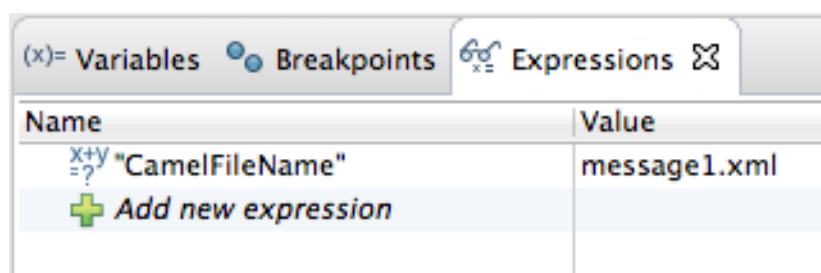 (x)= Variables Breakpoints Expressions
Name Value
x+y =? "CamelFileName" message1.xml
Add new expression